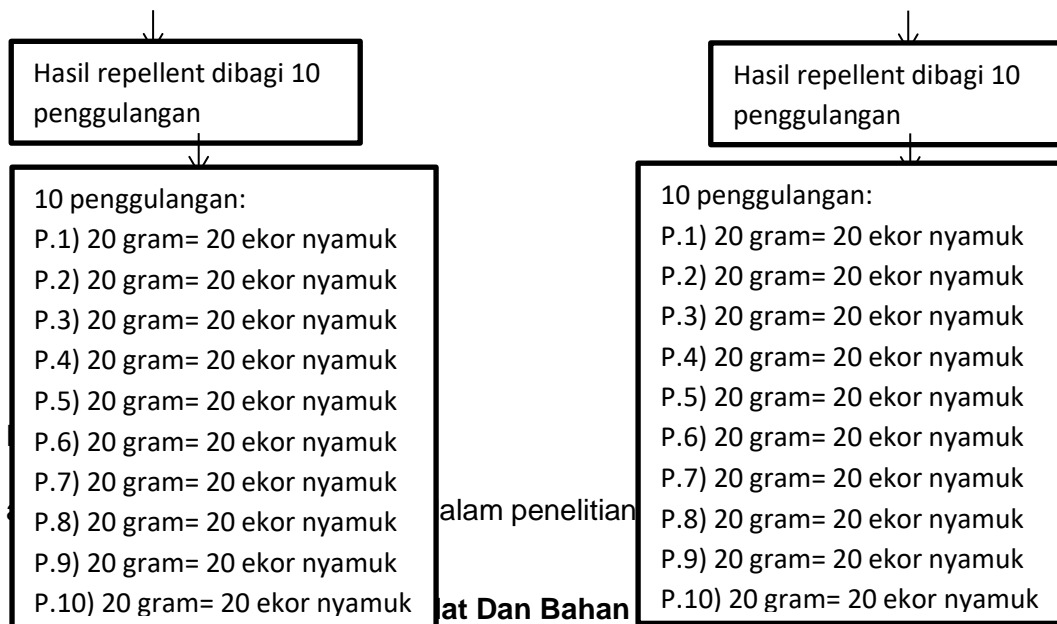 Hasil repellent dibagi 10
penggulangan
10 penggulangan:
P.1) 20 gram= 20 ekor nyamuk
P.2) 20 gram= 20 ekor nyamuk
P.3) 20 gram= 20 ekor nyamuk
P.4) 20 gram= 20 ekor nyamuk
P.5) 20 gram= 20 ekor nyamuk
P.6) 20 gram= 20 ekor nyamuk
P.7) 20 gram= 20 ekor nyamuk
P.8) 20 gram= 20 ekor nyamuk
P.9) 20 gram= 20 ekor nyamuk
P.10) 20 gram= 20 ekor nyamuk
Hasil repellent dibagi 10
penggulangan
10 penggulangan:
P.1) 20 gram= 20 ekor nyamuk
P.2) 20 gram= 20 ekor nyamuk
P.3) 20 gram= 20 ekor nyamuk
P.4) 20 gram= 20 ekor nyamuk
P.5) 20 gram= 20 ekor nyamuk
P.6) 20 gram= 20 ekor nyamuk
P.7) 20 gram= 20 ekor nyamuk
P.8) 20 gram= 20 ekor nyamuk
P.9) 20 gram= 20 ekor nyamuk
P.10) 20 gram= 20 ekor nyamuk
alam penelitian
lat Dan Bahan